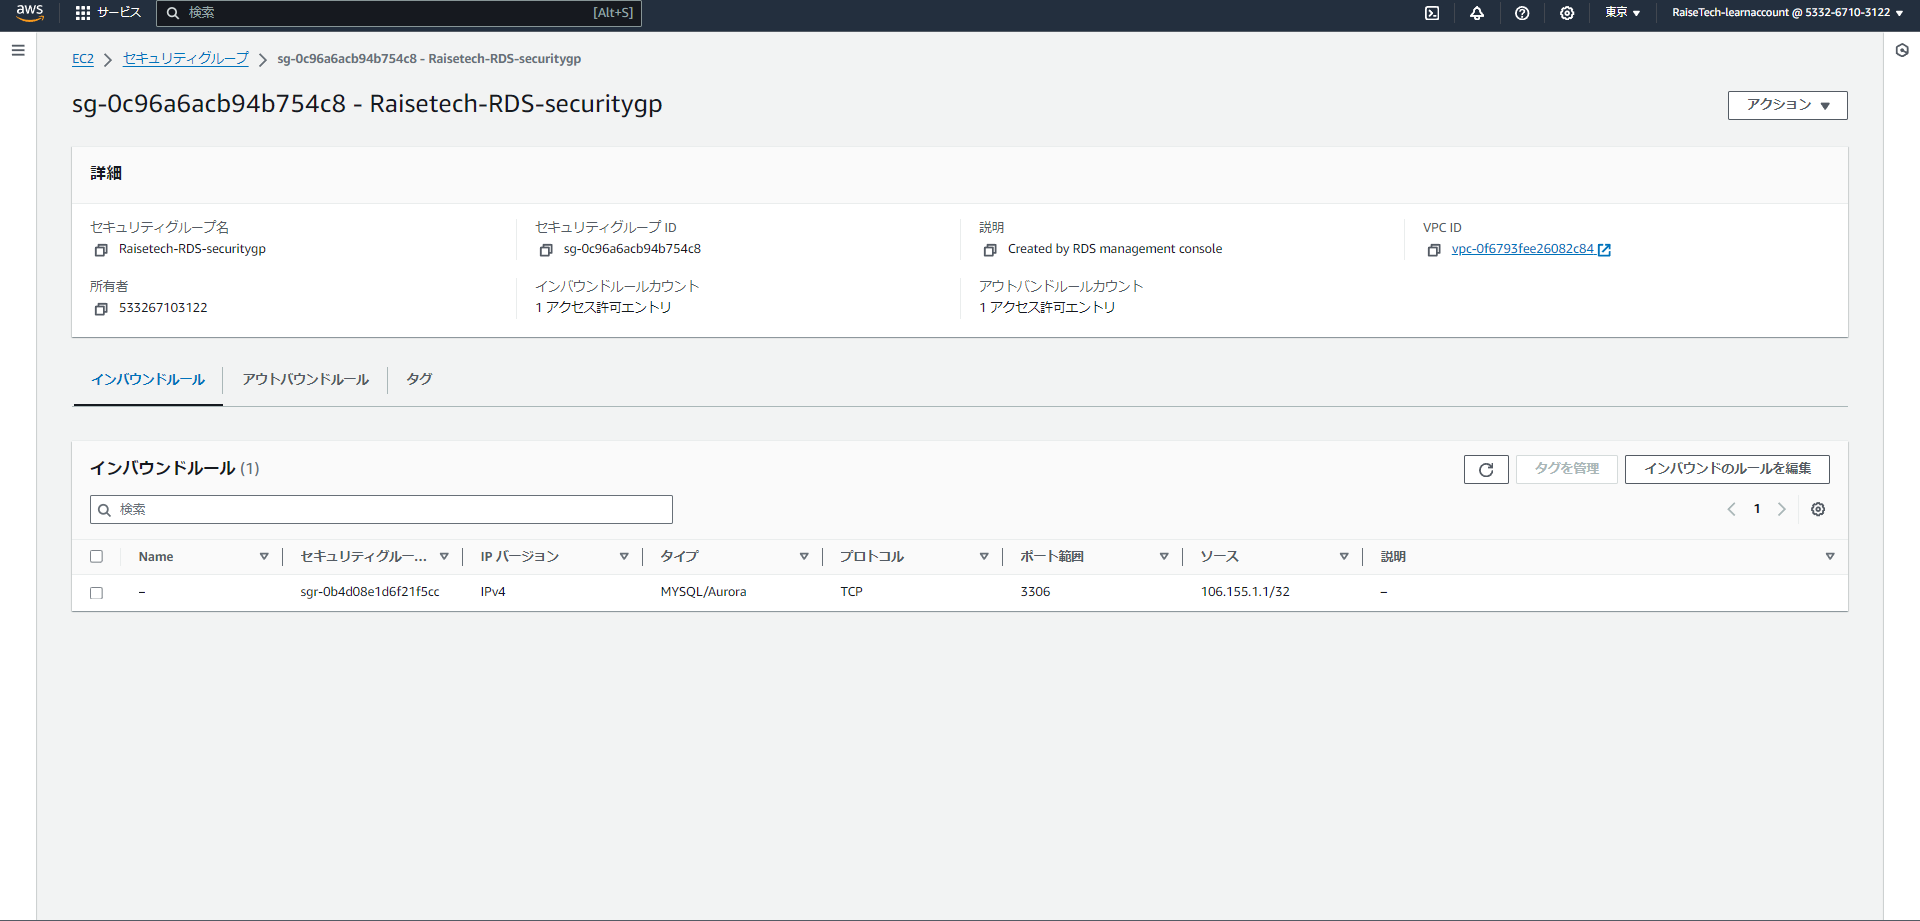 aws サービス 検索 [Alt+S] 東京 RaiseTech-learnaccount @ 5332-6710-3122
EC2 セキュリティグループ sg-0c96a6acb94b754c8 - Raisetech-RDS-securitygp
sg-0c96a6acb94b754c8 - Raisetech-RDS-securitygp
アクション
詳細
セキュリティグループ名 セキュリティグループ ID 説明 VPC ID
Raisetech-RDS-securitygp sg-0c96a6acb94b754c8 Created by RDS management console vpc-0f6793fee26082c84
所有者 インバウンドルールカウント アウトバンドルールカウント
533267103122 1 アクセス許可エントリ 1 アクセス許可エントリ
インバウンドルール アウトバウンドルール タグ
インバウンドルール (1) タグを管理 インバウンドのルールを編集
検索 1
Name セキュリティグルー... IP バージョン タイプ プロトコル ポート範囲 ソース 説明
– sgr-0b4d08e1d6f21f5cc IPv4 MYSQL/Aurora TCP 3306 106.155.1.1/32 –